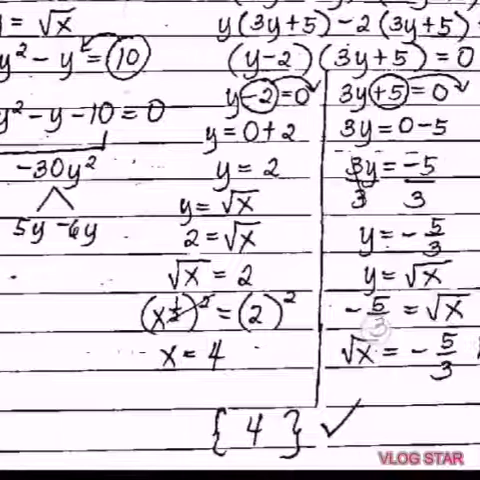 y = √x
y² − y = 10
y² − y − 10 = 0
−30y²
5y −6y
y(3y+5) − 2(3y+5)
(y−2)(3y+5) = 0
y−2=0
y = 0+2
y = 2
y = √x
2 = √x
√x = 2
(x^½)² = (2)²
x = 4
3y+5=0
3y = 0−5
3y/3 = −5/3
y = −5/3
y = √x
−5/3 = √x
√x = −5/3
{ 4 } ✓
VLOG STAR